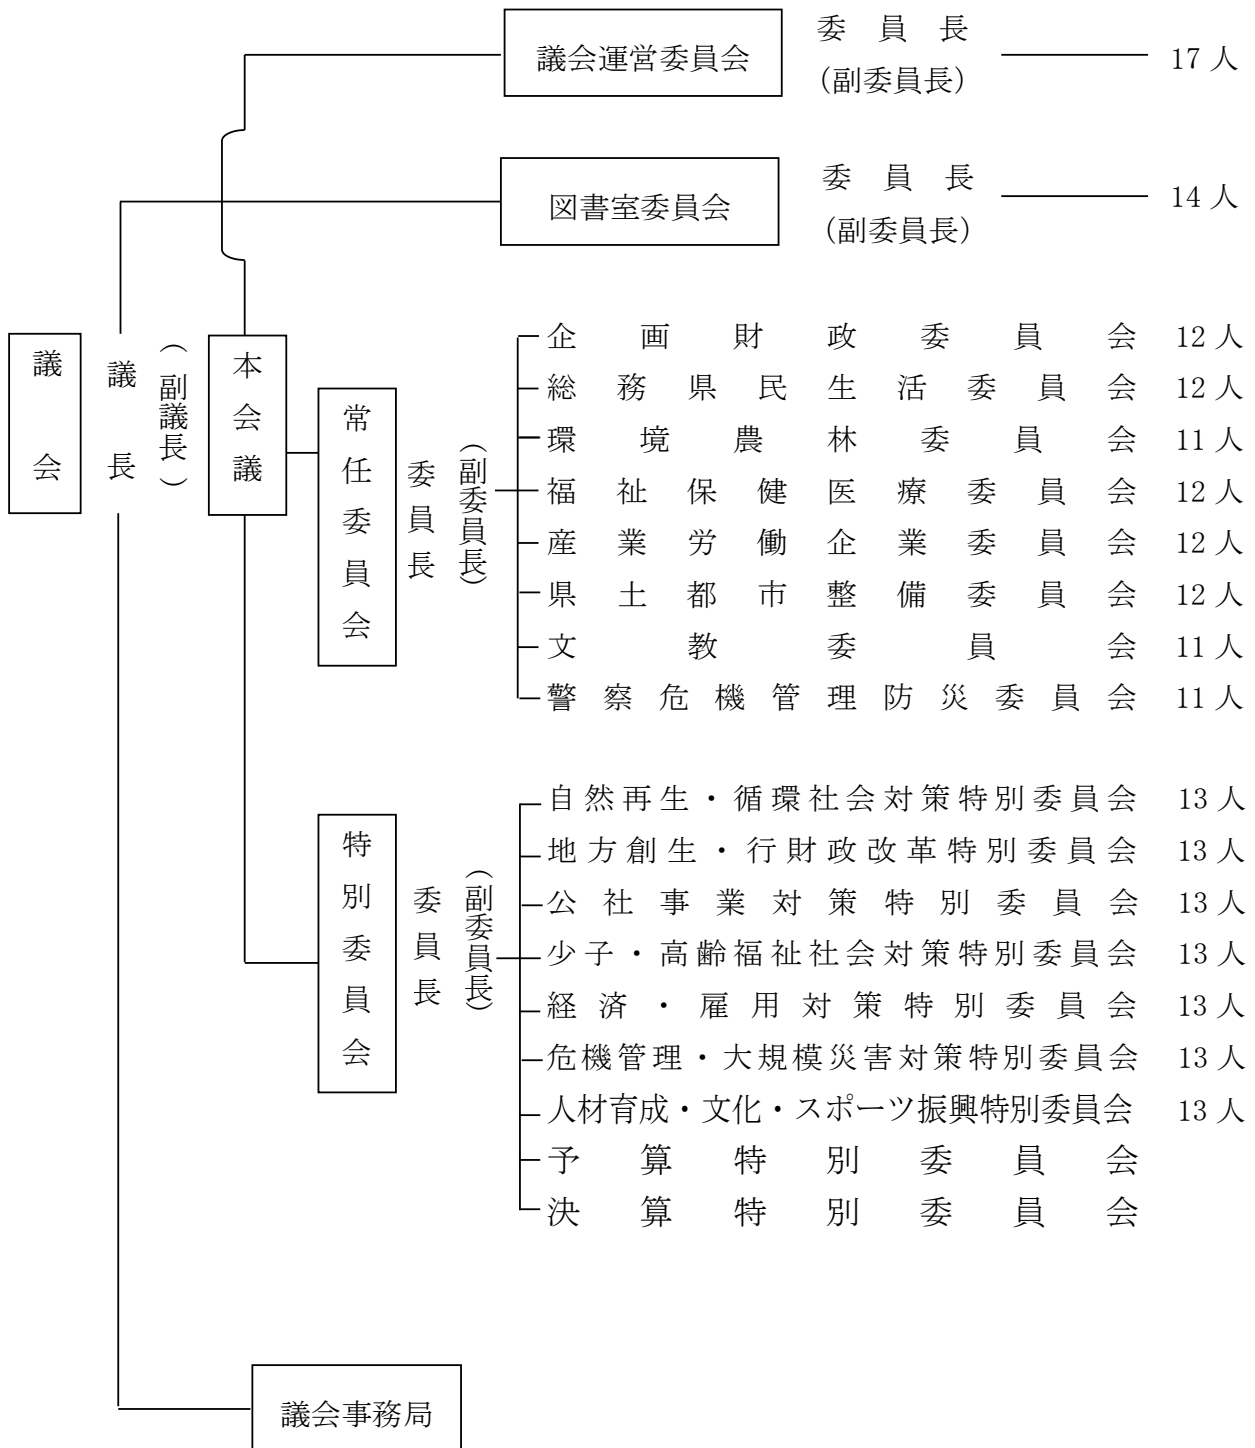 議会運営委員会
委員長
(副委員長)
17人
図書室委員会
委員長
(副委員長)
14人
議会
議長
(副議長)
本会議
常任委員会
委員長
(副委員長)
企画財政委員会 12人
総務県民生活委員会 12人
環境農林委員会 11人
福祉保健医療委員会 12人
産業労働企業委員会 12人
県土都市整備委員会 12人
文教委員会 11人
警察危機管理防災委員会 11人
特別委員会
委員長
(副委員長)
自然再生・循環社会対策特別委員会 13人
地方創生・行財政改革特別委員会 13人
公社事業対策特別委員会 13人
少子・高齢福祉社会対策特別委員会 13人
経済・雇用対策特別委員会 13人
危機管理・大規模災害対策特別委員会 13人
人材育成・文化・スポーツ振興特別委員会 13人
予算特別委員会
決算特別委員会
議会事務局